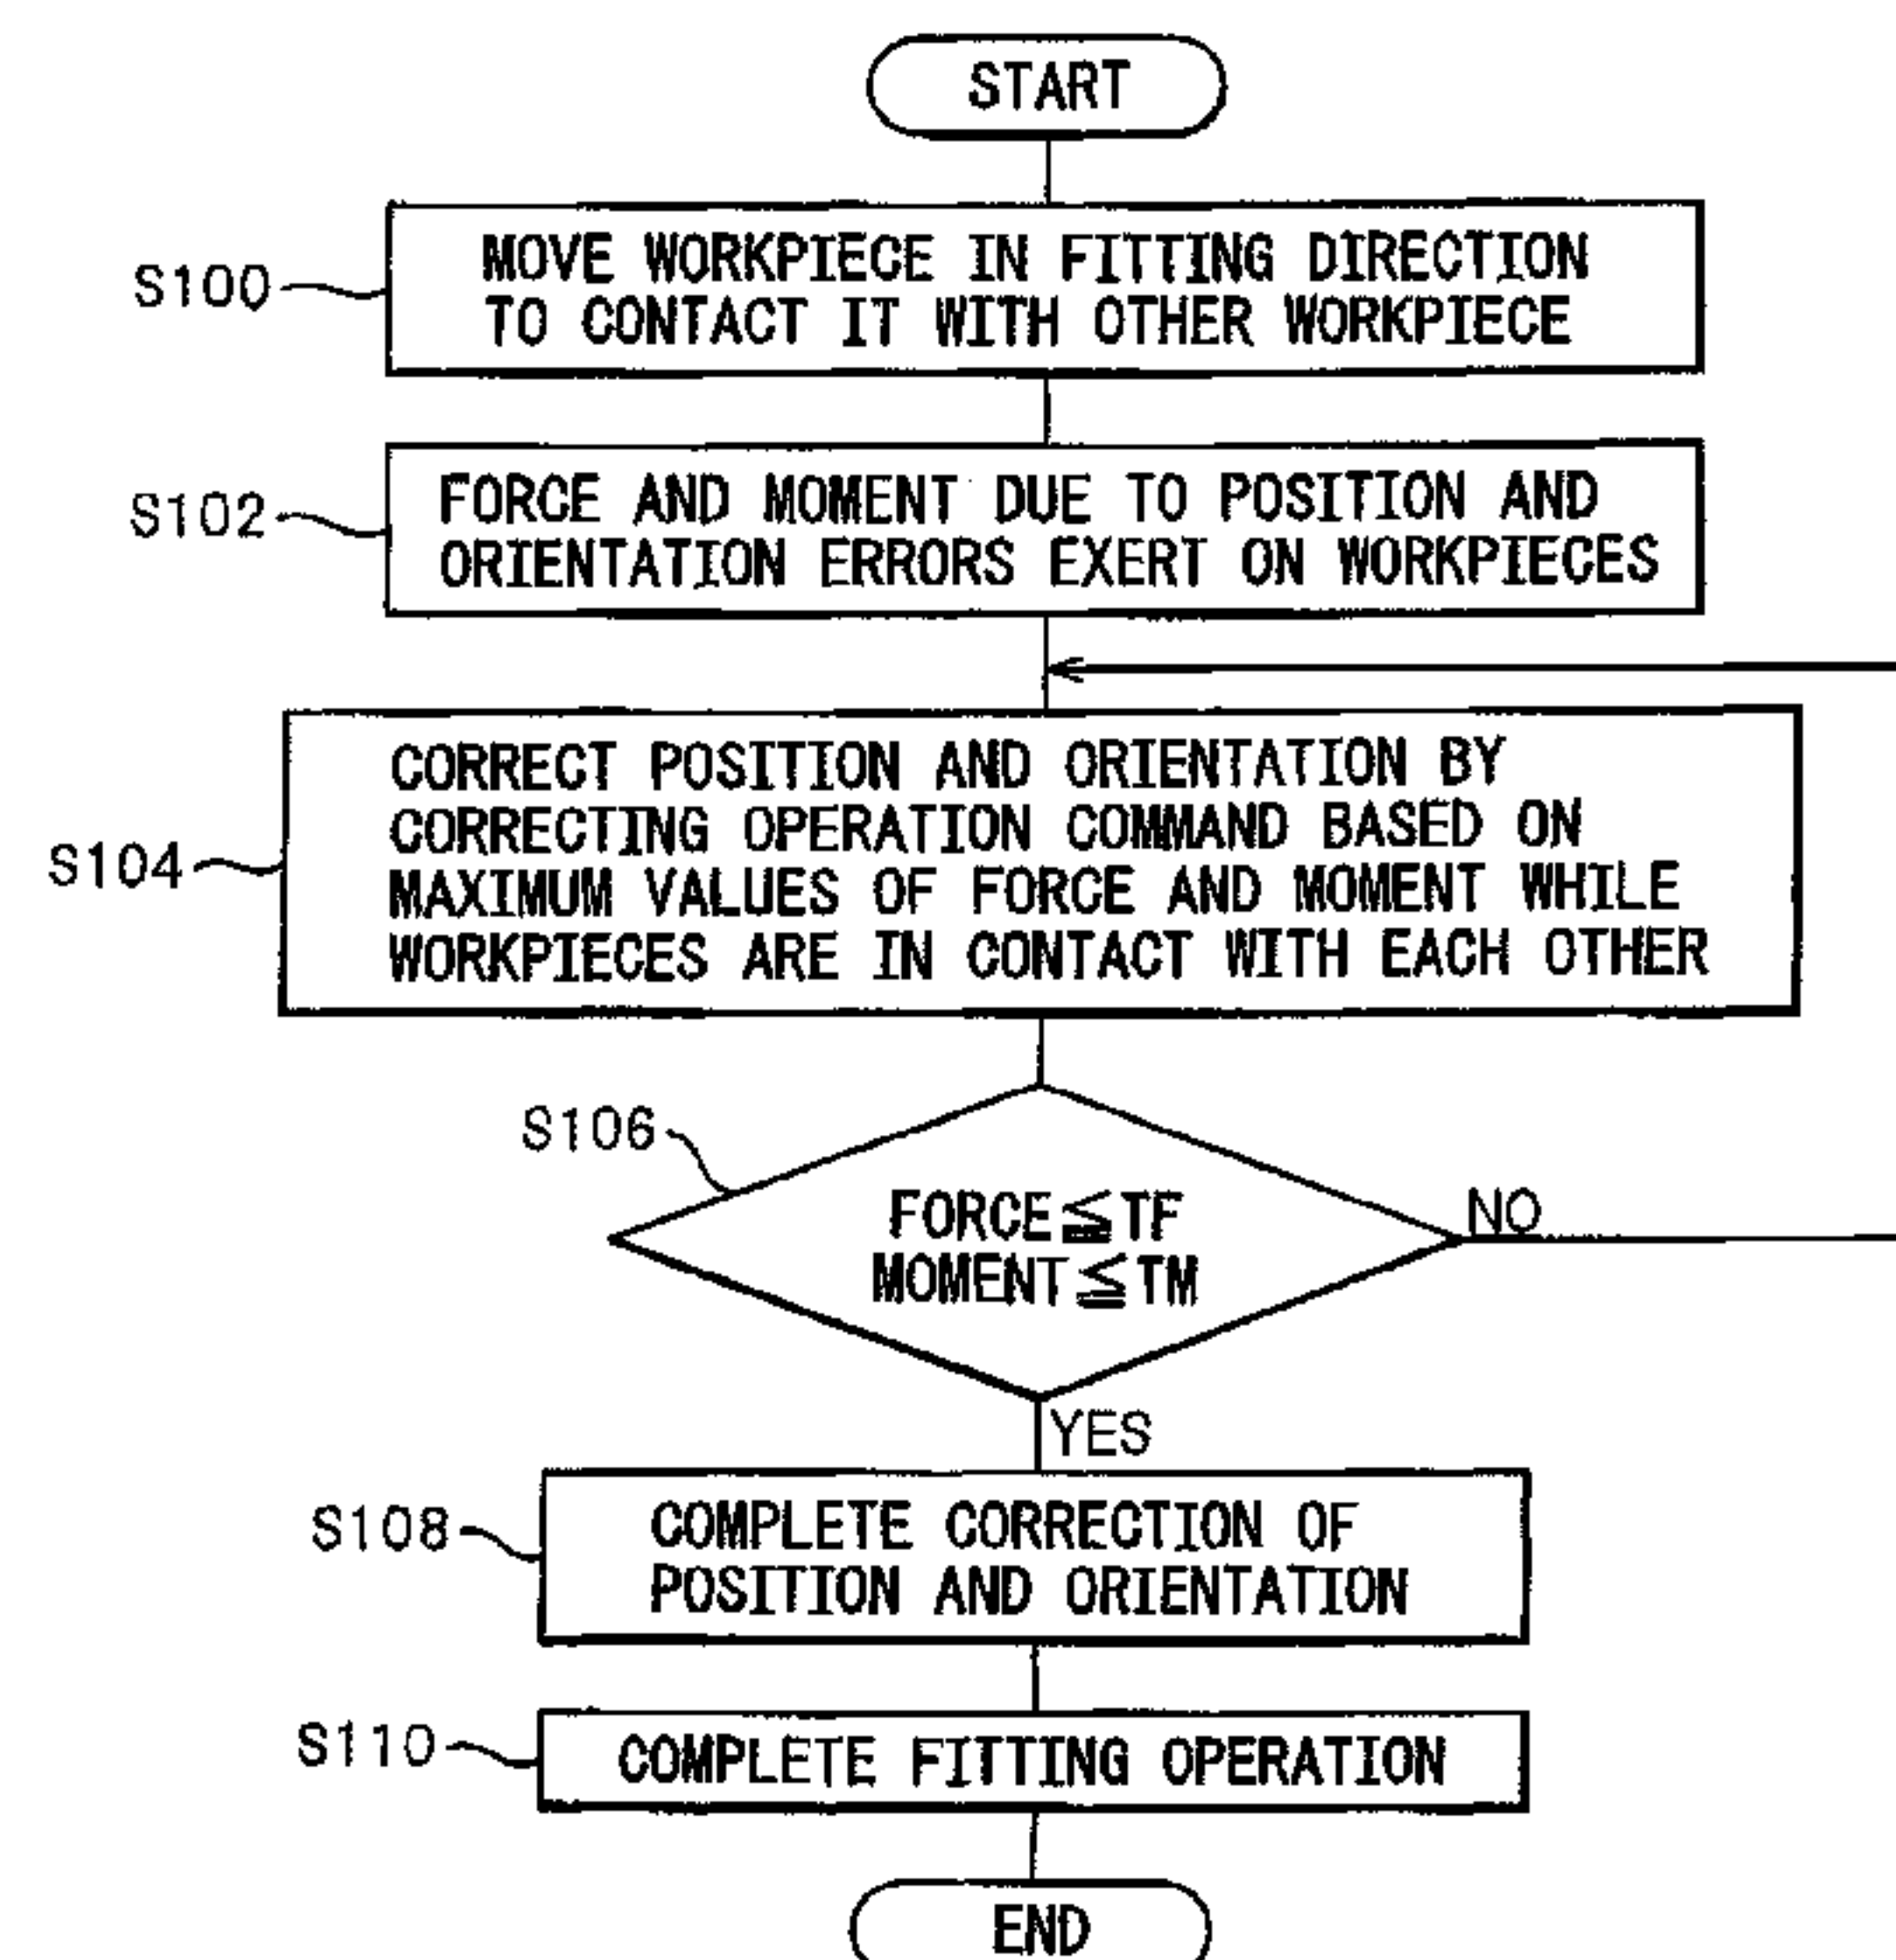 START
S100
MOVE WORKPIECE IN FITTING DIRECTION
TO CONTACT IT WITH OTHER WORKPIECE
S102
FORCE AND MOMENT DUE TO POSITION AND
ORIENTATION ERRORS EXERT ON WORKPIECES
S104
CORRECT POSITION AND ORIENTATION BY
CORRECTING OPERATION COMMAND BASED ON
MAXIMUM VALUES OF FORCE AND MOMENT WHILE
WORKPIECES ARE IN CONTACT WITH EACH OTHER
S106
FORCE≦TF
MOMENT≦TM
NO
YES
S108
COMPLETE CORRECTION OF
POSITION AND ORIENTATION
S110
COMPLETE FITTING OPERATION
END